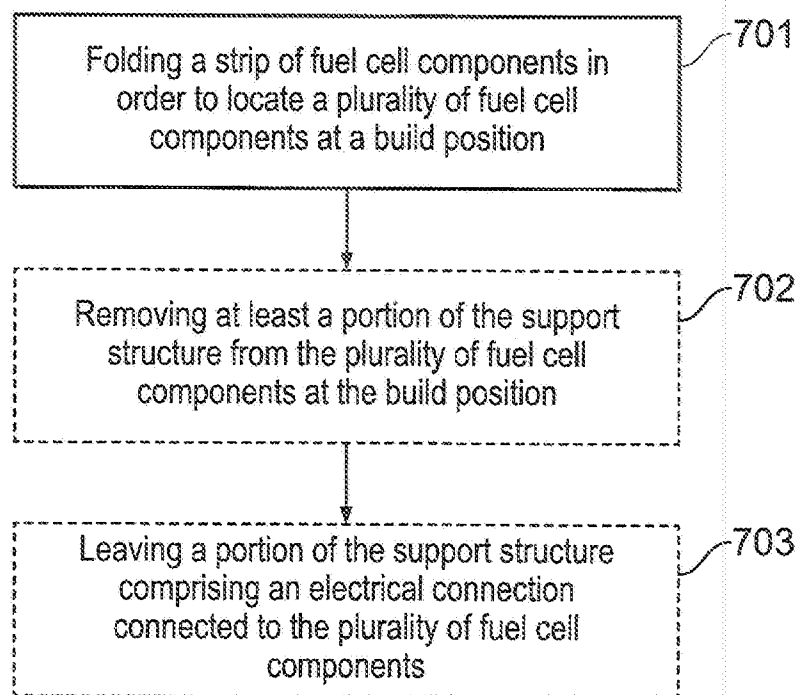 701
Folding a strip of fuel cell components in
order to locate a plurality of fuel cell
components at a build position
702
Removing at least a portion of the support
structure from the plurality of fuel cell
components at the build position
703
Leaving a portion of the support structure
comprising an electrical connection
connected to the plurality of fuel cell
components